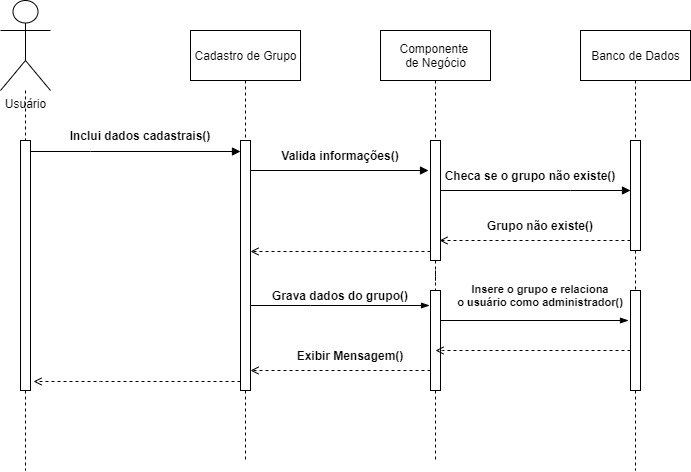 Usuário
Cadastro de Grupo
Componente
de Negócio
Banco de Dados
Inclui dados cadastrais()
Valida informações()
Checa se o grupo não existe()
Grupo não existe()
Grava dados do grupo()
Insere o grupo e relaciona
o usuário como administrador()
Exibir Mensagem()